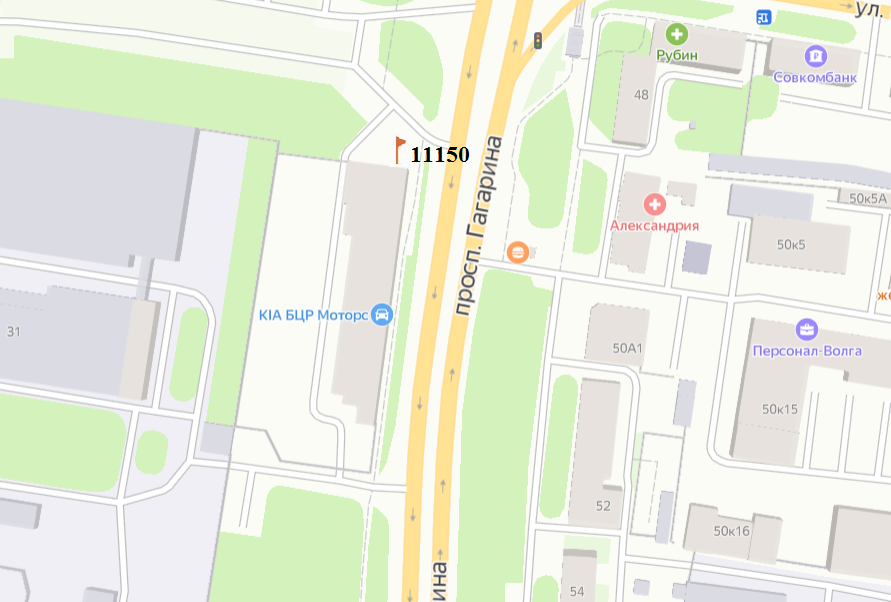 ул.
Рубин
Совкомбанк
48
11150
просп. Гагарина
50к5А
Александрия
50к5
KIA БЦР Моторс
31
50А1
Персонал-Волга
50к15
52
50к16
54